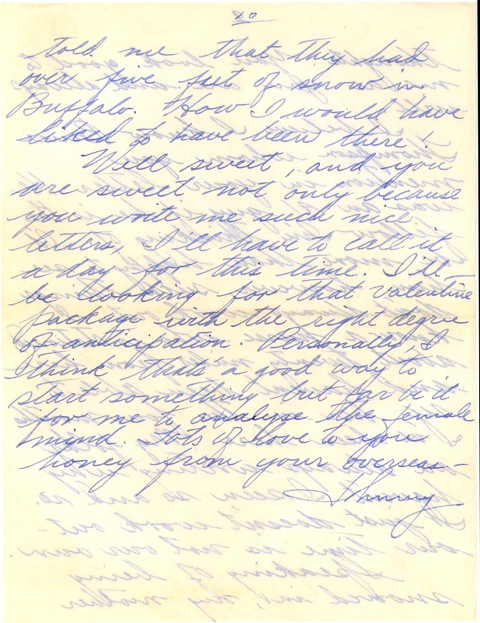 10
told me that they had
over five feet of snow in
Buffalo. How I would have
liked to have been there!
Well sweet, and you
are sweet not only because
you write me such nice
letters, I'll have to call it
a day for this time. I'll
be looking for that valentine
package with the right degree
of anticipation. Personally I
think thats a good way to
start something but far be it
for me to analyse the female
mind. Lots of love to you
honey from your overseas-
Johnny